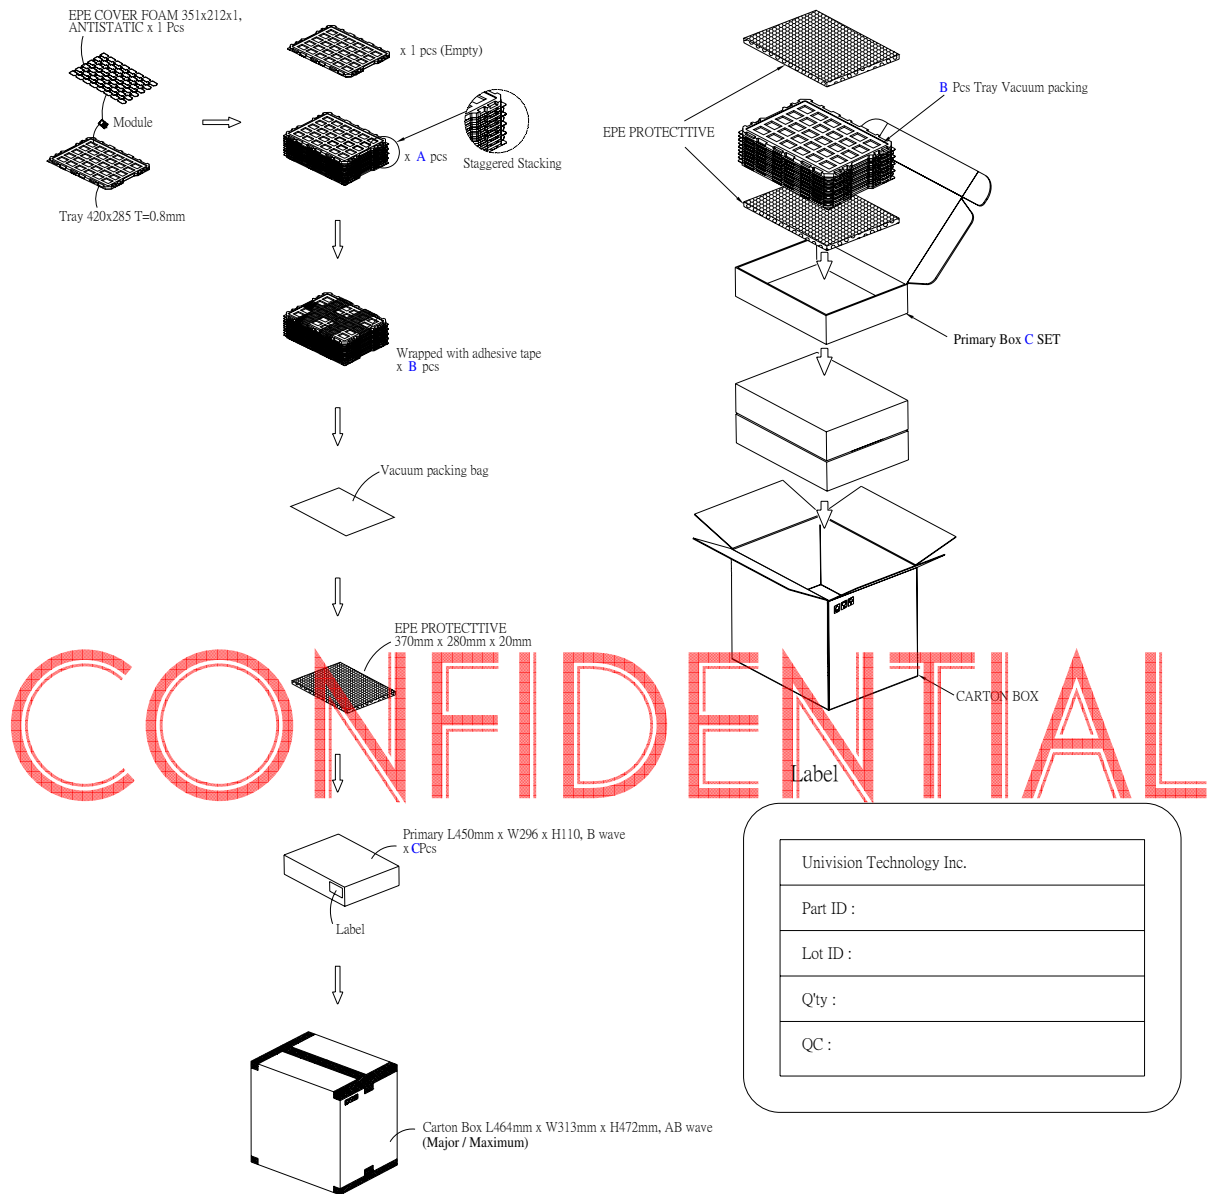 EPE COVER FOAM 351x212x1,
ANTISTATIC x 1 Pcs
Module
Tray 420x285 T=0.8mm
x 1 pcs (Empty)
x A pcs
Staggered Stacking
Wrapped with adhesive tape
x B pcs
Vacuum packing bag
EPE PROTECTTIVE
370mm x 280mm x 20mm
Primary L450mm x W296 x H110, B wave
x CPcs
Label
Carton Box L464mm x W313mm x H472mm, AB wave
(Major / Maximum)
B Pcs Tray Vacuum packing
EPE PROTECTTIVE
Primary Box C SET
CARTON BOX
CONFIDENTIAL
Label
Univision Technology Inc.
Part ID :
Lot ID :
Q'ty :
QC :